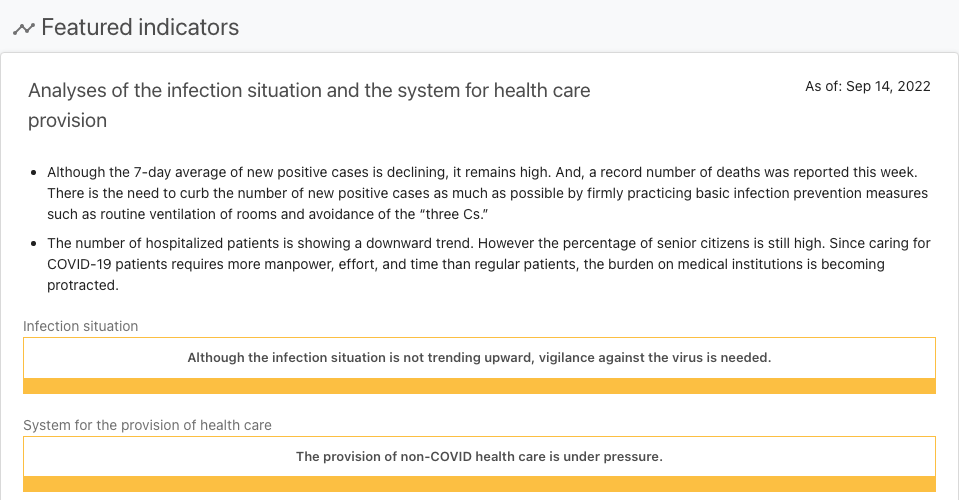 Featured indicators
Analyses of the infection situation and the system for health care
provision
As of: Sep 14, 2022
Although the 7-day average of new positive cases is declining, it remains high. And, a record number of deaths was reported this week.
There is the need to curb the number of new positive cases as much as possible by firmly practicing basic infection prevention measures
such as routine ventilation of rooms and avoidance of the “three Cs.”
The number of hospitalized patients is showing a downward trend. However the percentage of senior citizens is still high. Since caring for
COVID-19 patients requires more manpower, effort, and time than regular patients, the burden on medical institutions is becoming
protracted.
Infection situation
Although the infection situation is not trending upward, vigilance against the virus is needed.
System for the provision of health care
The provision of non-COVID health care is under pressure.